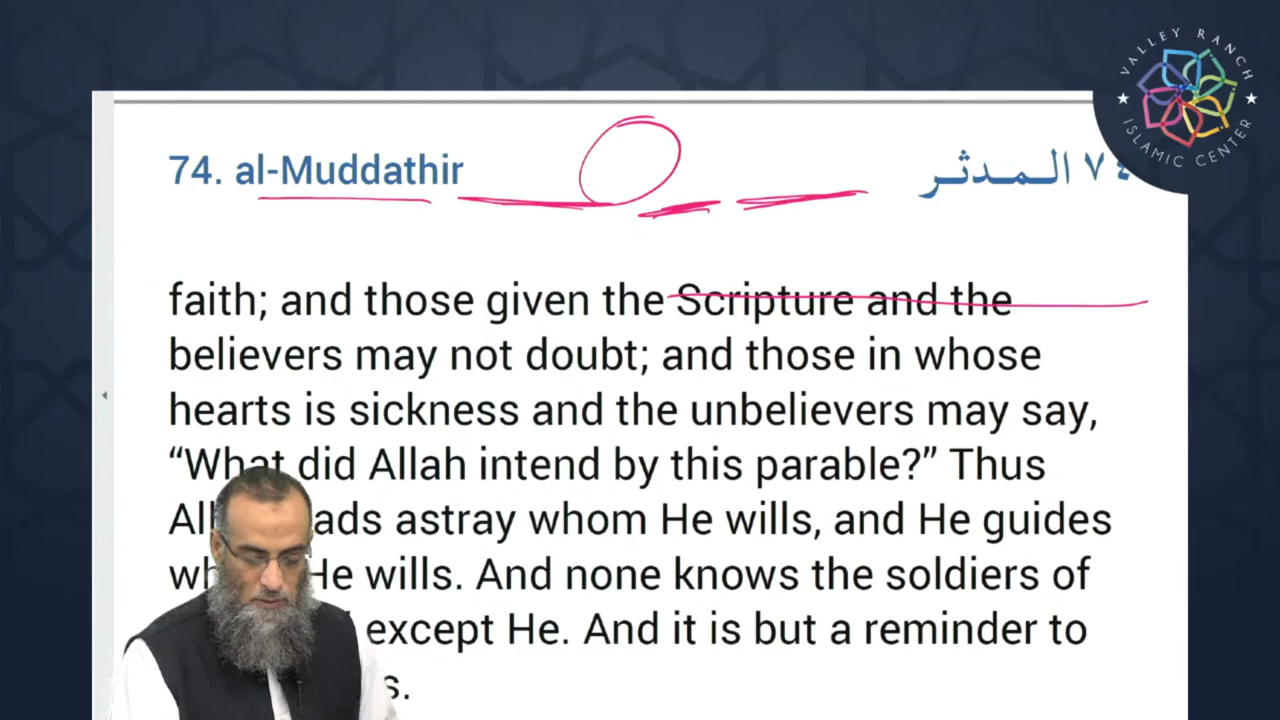 VALLEY RANCH
ISLAMIC CENTER
74. al-Muddathir
٧٤ المدثر
faith; and those given the Scripture and the
believers may not doubt; and those in whose
hearts is sickness and the unbelievers may say,
“What did Allah intend by this parable?” Thus
astray whom He wills, and He guides
He wills. And none knows the soldiers of
except He. And it is but a reminder to